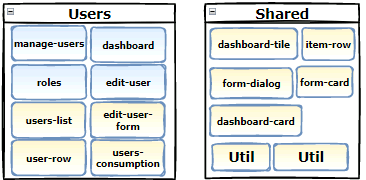 Users
manage-users
dashboard
roles
edit-user
users-list
edit-user-
form
user-row
users-
consumption
Shared
dashboard-tile
item-row
form-dialog
form-card
dashboard-card
Util
Util